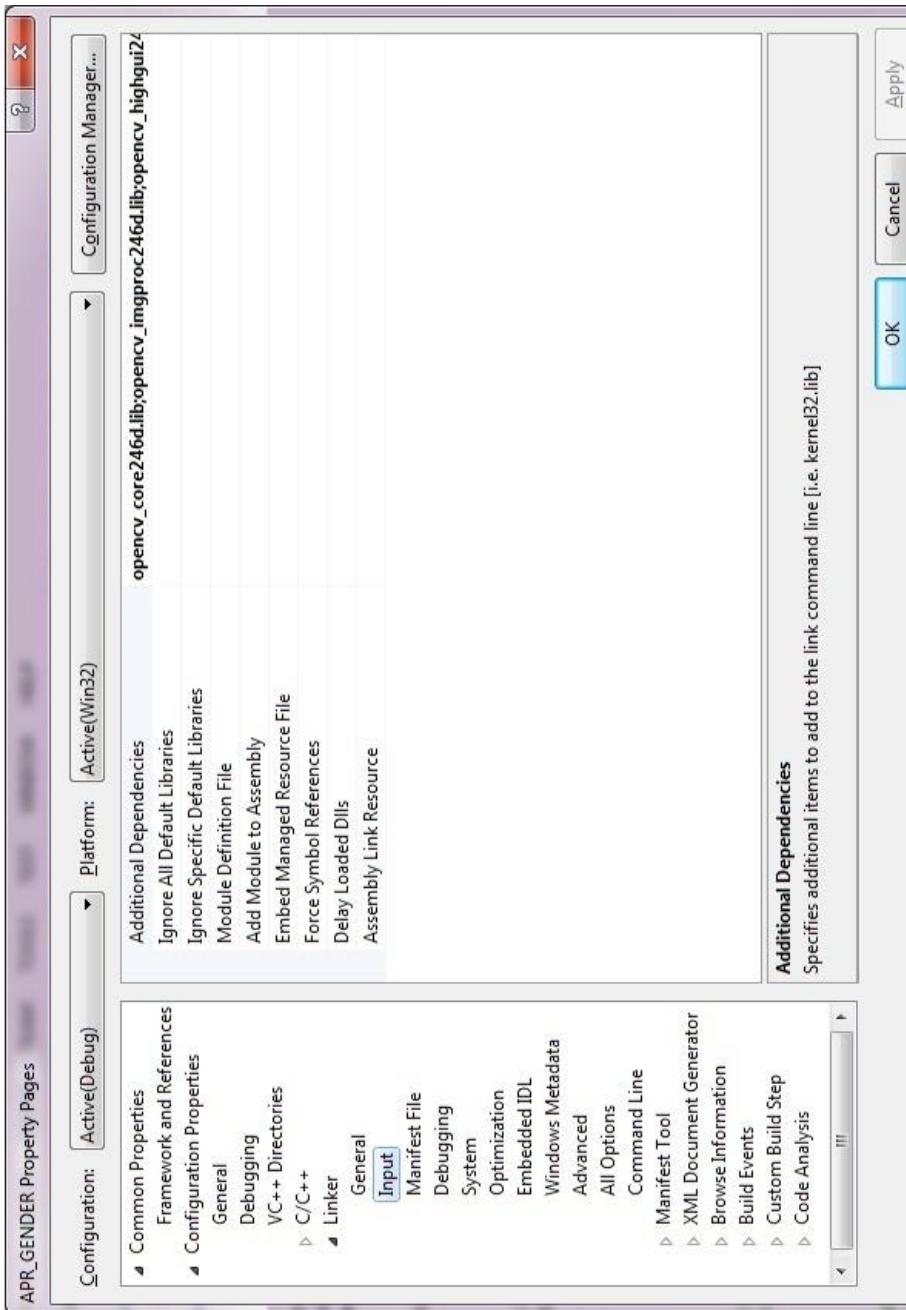 APR_GENDER Property Pages
?
Configuration: Active(Debug) Platform: Active(Win32) Configuration Manager...
Common Properties
Framework and References
Configuration Properties
General
Debugging
VC++ Directories
C/C++
Linker
General
Input
Manifest File
Debugging
System
Optimization
Embedded IDL
Windows Metadata
Advanced
All Options
Command Line
Manifest Tool
XML Document Generator
Browse Information
Build Events
Custom Build Step
Code Analysis
Additional Dependencies opencv_core246d.lib;opencv_imgproc246d.lib;opencv_highgui24
Ignore All Default Libraries
Ignore Specific Default Libraries
Module Definition File
Add Module to Assembly
Embed Managed Resource File
Force Symbol References
Delay Loaded Dlls
Assembly Link Resource
Additional Dependencies
Specifies additional items to add to the link command line [i.e. kernel32.lib]
OK Cancel Apply